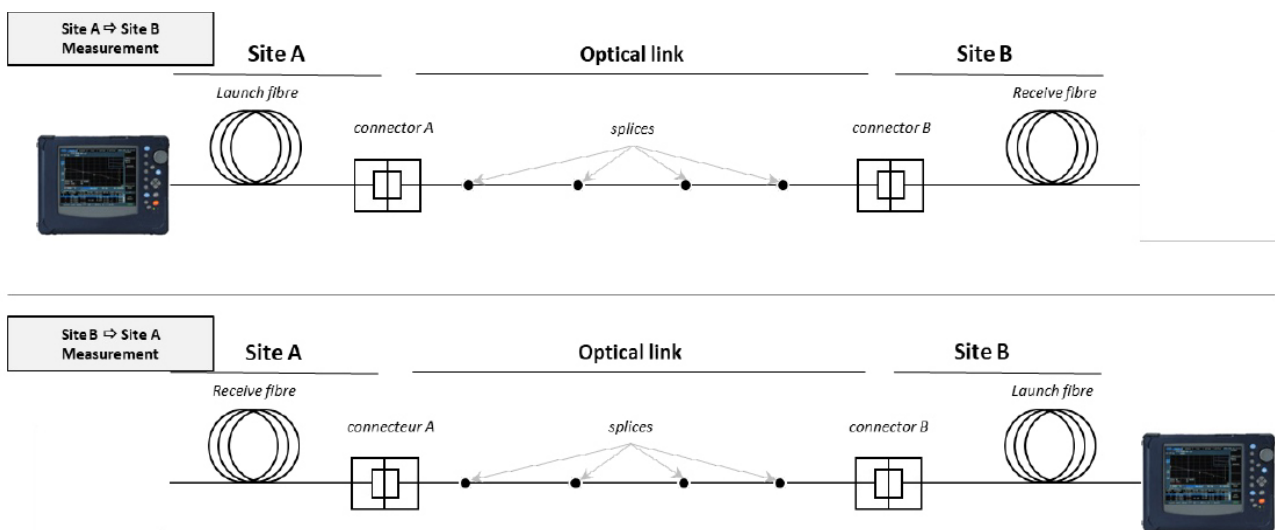 Site A ⇨ Site B
Measurement
Site A
Optical link
Site B
Launch fibre
Receive fibre
connector A
splices
connector B
Site B ⇨ Site A
Measurement
Site A
Optical link
Site B
Receive fibre
Launch fibre
connecteur A
splices
connector B